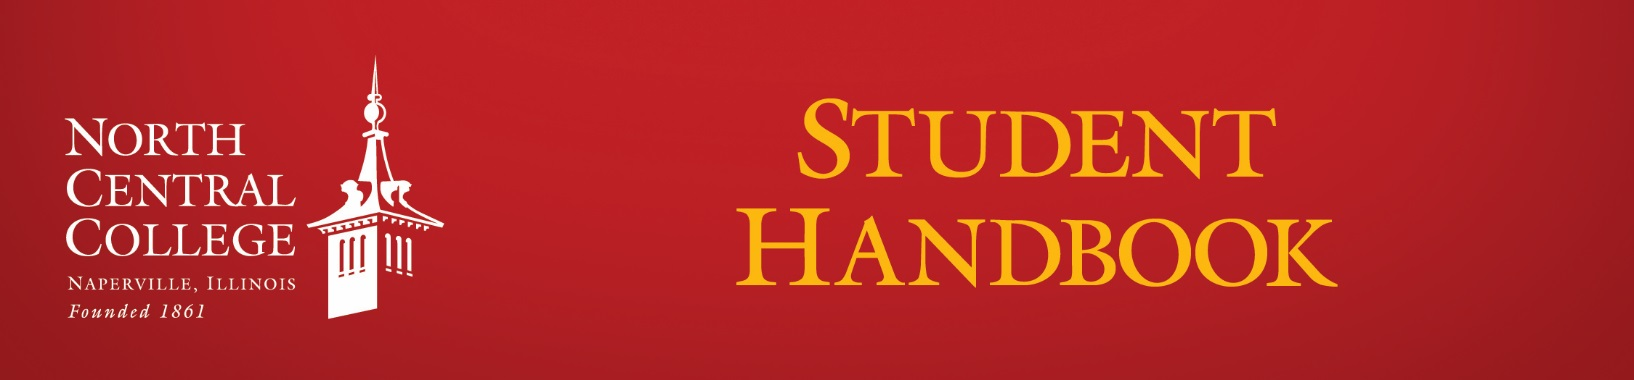 North
Central
College
Naperville, Illinois
Founded 1861
Student
Handbook